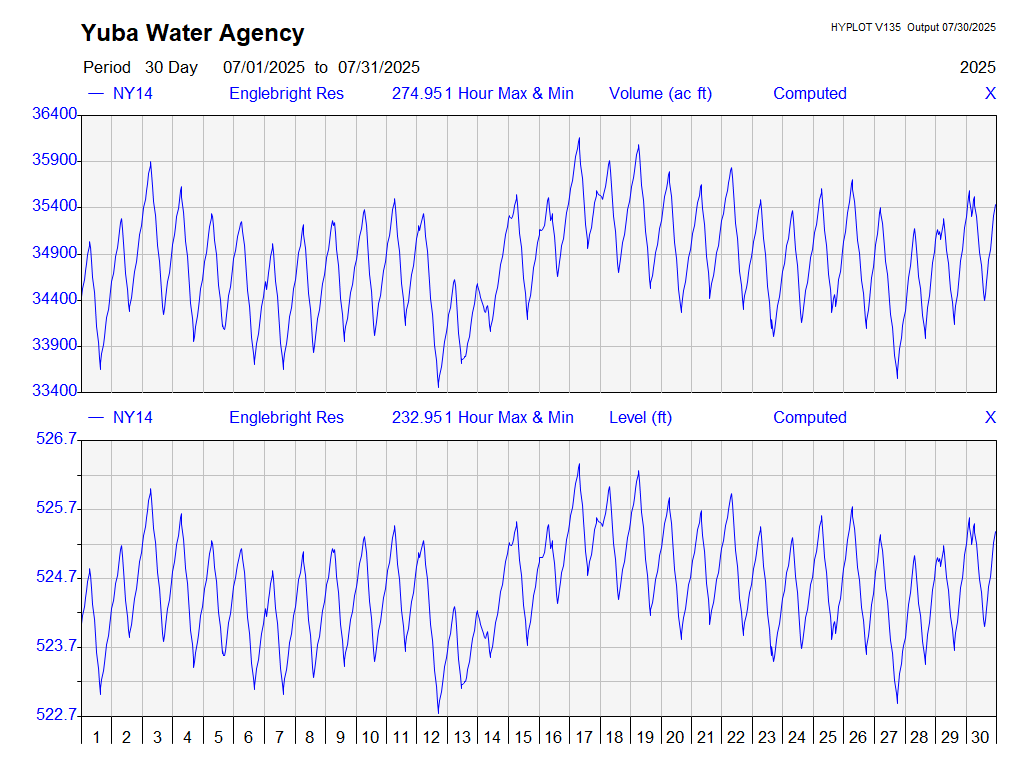 Yuba Water Agency
HYPLOT V135 Output 07/30/2025
Period 30 Day 07/01/2025 to 07/31/2025 2025
NY14 Englebright Res 274.951 Hour Max & Min Volume (ac ft) Computed X
36400
35900
35400
34900
34400
33900
33400
NY14 Englebright Res 232.951 Hour Max & Min Level (ft) Computed X
526.7
525.7
524.7
523.7
522.7
1 2 3 4 5 6 7 8 9 10 11 12 13 14 15 16 17 18 19 20 21 22 23 24 25 26 27 28 29 30